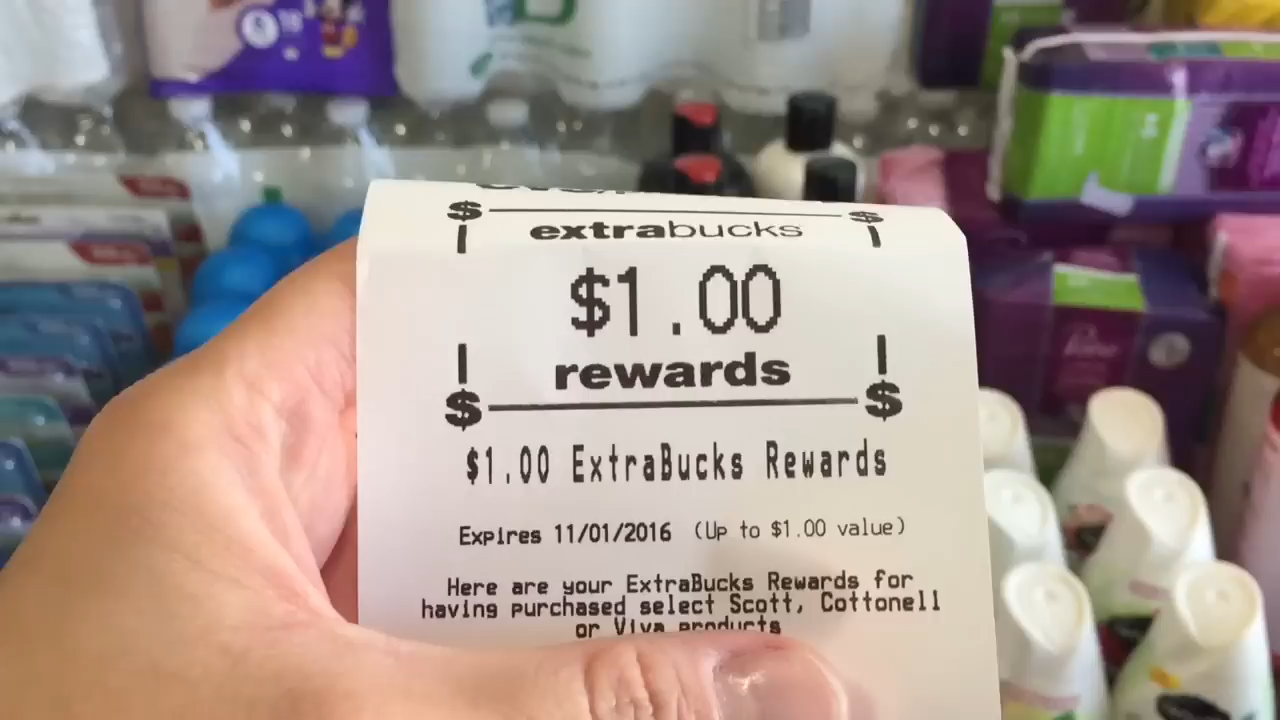 extrabucks
$1.00
rewards
$1.00 ExtraBucks Rewards
Expires 11/01/2016 (Up to $1.00 value)
Here are your ExtraBucks Rewards for
having purchased select Scott, Cottonell
or Viva products